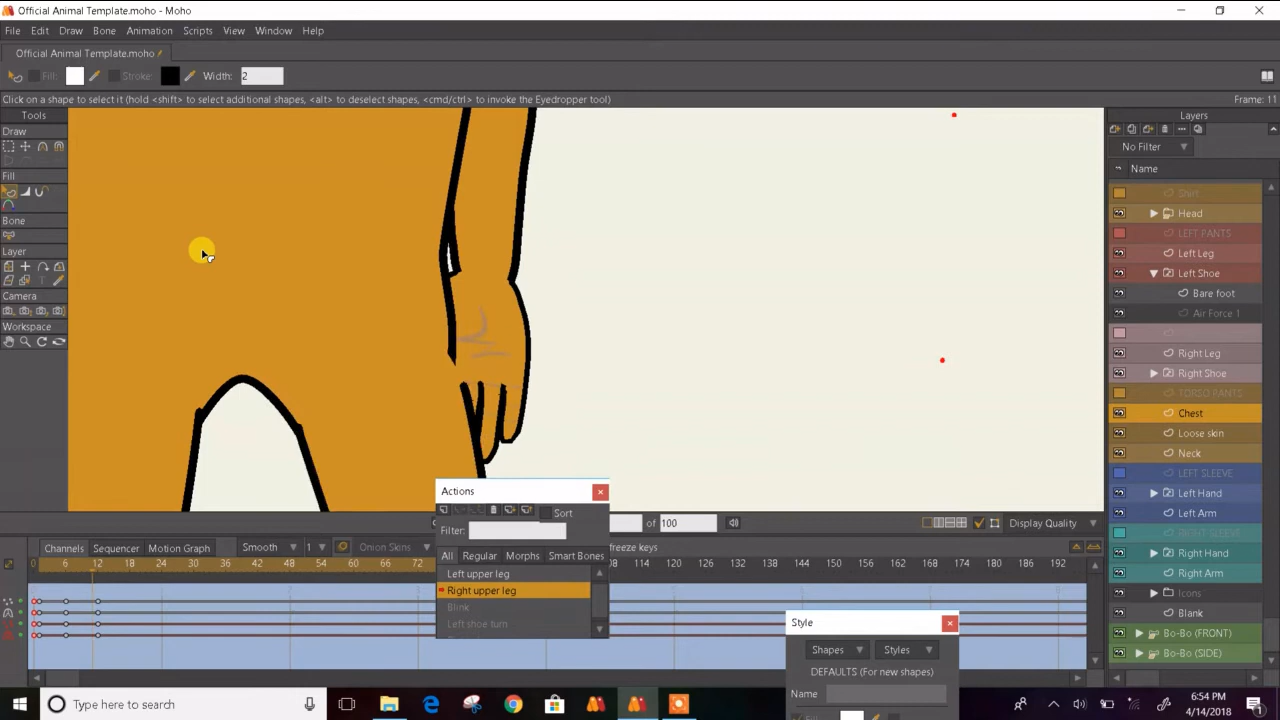 Official Animal Template.moho - Moho
File Edit Draw Bone Animation Scripts View Window Help
Official Animal Template.moho
Fill: Stroke: Width: 2
Click on a shape to select it (hold <shift> to select additional shapes, <alt> to deselect shapes, <cmd/ctrl> to invoke the Eyedropper tool) Frame: 11
Tools
Draw
Fill
Bone
Layer
Camera
Workspace
Layers
No Filter
Name
Shirt
Head
LEFT PANTS
Left Leg
Left Shoe
Bare foot
Air Force 1
Right Leg
Right Shoe
TORSO PANTS
Chest
Loose skin
Neck
LEFT SLEEVE
Left Hand
Left Arm
RIGHT SLEEVE
Right Hand
Right Arm
Icons
Blank
Bo-Bo (FRONT)
Bo-Bo (SIDE)
of 100 Display Quality
Channels Sequencer Motion Graph Smooth 1 Onion Skins freeze keys
0 6 12 18 24 30 36 42 48 54 60 66 72 78 108 114 120 126 132 138 144 150 156 162 168 174 180 186 192
Actions
Sort
Filter:
All Regular Morphs Smart Bones
Left upper leg
Right upper leg
Blink
Left shoe turn
Style
Shapes Styles
DEFAULTS (For new shapes)
Name
Type here to search
6:54 PM
4/14/2018